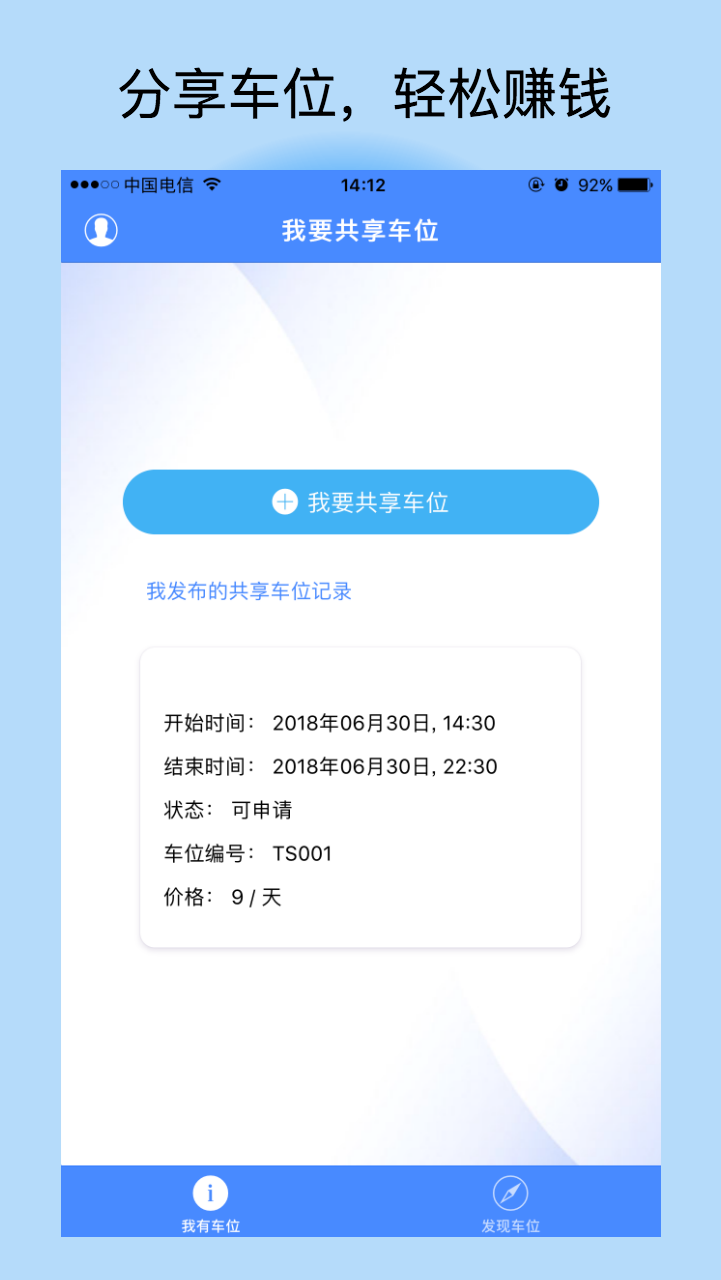 分享车位，轻松赚钱
中国电信 14:12 92%
我要共享车位
我要共享车位
我发布的共享车位记录
开始时间： 2018年06月30日, 14:30
结束时间： 2018年06月30日, 22:30
状态： 可申请
车位编号： TS001
价格： 9 / 天
我有车位 发现车位